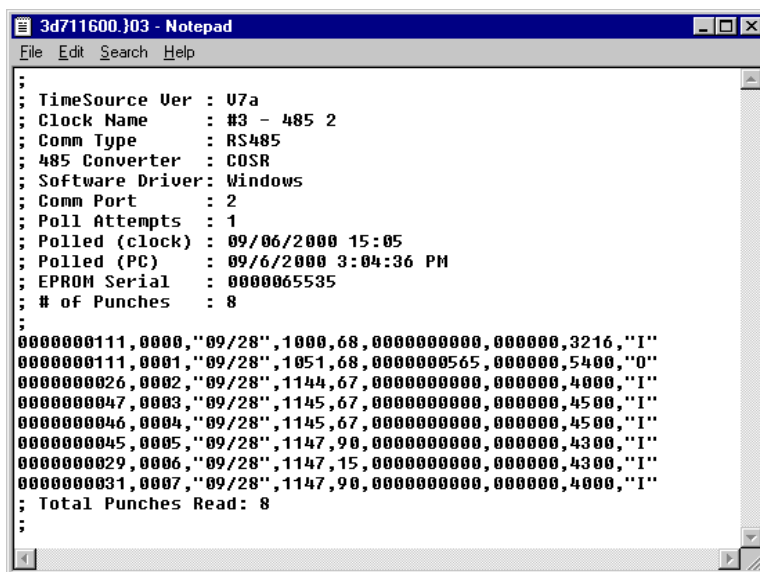 3d711600.}03 - Notepad
File Edit Search Help
;
; TimeSource Ver : V7a
; Clock Name     : #3 - 485 2
; Comm Type      : RS485
; 485 Converter  : COSR
; Software Driver: Windows
; Comm Port      : 2
; Poll Attempts  : 1
; Polled (clock) : 09/06/2000 15:05
; Polled (PC)    : 09/6/2000 3:04:36 PM
; EPROM Serial   : 0000065535
; # of Punches   : 8
;
0000000111,0000,"09/28",1000,68,0000000000,000000,3216,"I"
0000000111,0001,"09/28",1051,68,0000000565,000000,5400,"O"
0000000026,0002,"09/28",1144,67,0000000000,000000,4000,"I"
0000000047,0003,"09/28",1145,67,0000000000,000000,4500,"I"
0000000046,0004,"09/28",1145,67,0000000000,000000,4500,"I"
0000000045,0005,"09/28",1147,90,0000000000,000000,4300,"I"
0000000029,0006,"09/28",1147,15,0000000000,000000,4300,"I"
0000000031,0007,"09/28",1147,90,0000000000,000000,4000,"I"
; Total Punches Read: 8
;